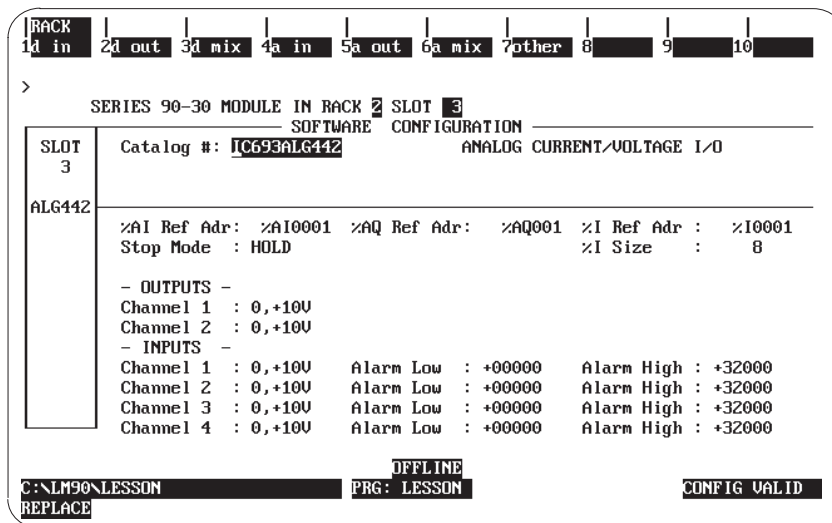 RACK
1d in 2d out 3d mix 4a in 5a out 6a mix 7other 8 9 10
>
SERIES 90-30 MODULE IN RACK 2 SLOT 3
SOFTWARE CONFIGURATION
SLOT Catalog #: IC693ALG442 ANALOG CURRENT/VOLTAGE I/O
3
ALG442
%AI Ref Adr: %AI0001 %AQ Ref Adr: %AQ001 %I Ref Adr : %I0001
Stop Mode : HOLD %I Size : 8
- OUTPUTS -
Channel 1 : 0,+10V
Channel 2 : 0,+10V
- INPUTS -
Channel 1 : 0,+10V Alarm Low : +00000 Alarm High : +32000
Channel 2 : 0,+10V Alarm Low : +00000 Alarm High : +32000
Channel 3 : 0,+10V Alarm Low : +00000 Alarm High : +32000
Channel 4 : 0,+10V Alarm Low : +00000 Alarm High : +32000
OFFLINE
C:\LM90\LESSON PRG: LESSON CONFIG VALID
REPLACE